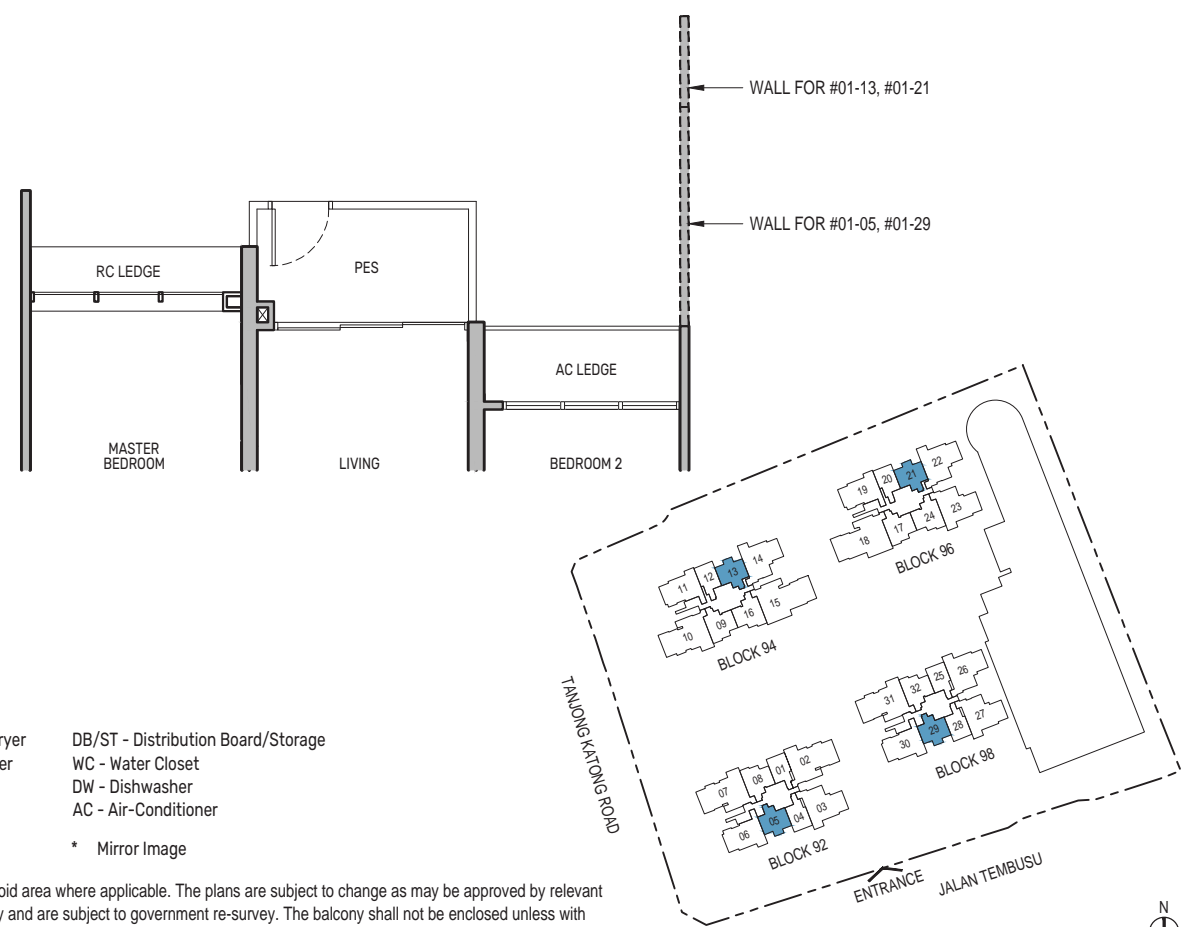 WALL FOR #01-13, #01-21
WALL FOR #01-05, #01-29
RC LEDGE
PES
AC LEDGE
MASTER
BEDROOM
LIVING
BEDROOM 2
19
20
21
22
18
17
24
23
BLOCK 96
11
12
13
14
10
09
16
15
BLOCK 94
31
32
25
26
30
29
28
27
BLOCK 98
07
08
01
02
06
05
04
03
BLOCK 92
TANJONG KATONG ROAD
ENTRANCE
JALAN TEMBUSU
N
DB/ST - Distribution Board/Storage
WC - Water Closet
DW - Dishwasher
AC - Air-Conditioner
* Mirror Image
area where applicable. The plans are subject to change as may be approved by relevant
and are subject to government re-survey. The balcony shall not be enclosed unless with